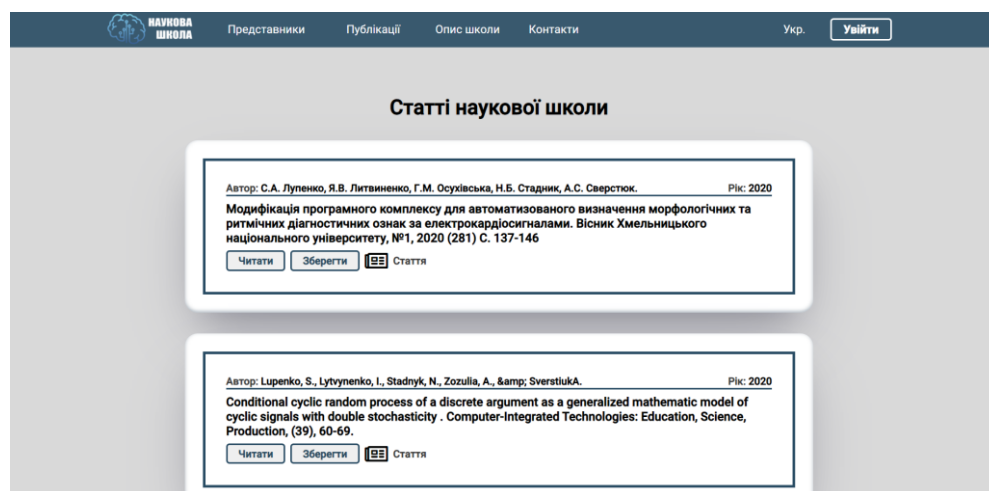 НАУКОВА
ШКОЛА
Представники Публікації Опис школи Контакти Укр. Увійти
Статті наукової школи
Автор: С.А. Лупенко, Я.В. Литвиненко, Г.М. Осухівська, Н.Б. Стадник, А.С. Сверстюк. Рік: 2020
Модифікація програмного комплексу для автоматизованого визначення морфологічних та
ритмічних діагностичних ознак за електрокардіосигналами. Вісник Хмельницького
національного університету, №1, 2020 (281) С. 137-146
Читати Зберегти Стаття
Автор: Lupenko, S., Lytvynenko, I., Stadnyk, N., Zozulia, A., &amp; SverstiukA. Рік: 2020
Conditional cyclic random process of a discrete argument as a generalized mathematic model of
cyclic signals with double stochasticity . Computer-Integrated Technologies: Education, Science,
Production, (39), 60-69.
Читати Зберегти Стаття